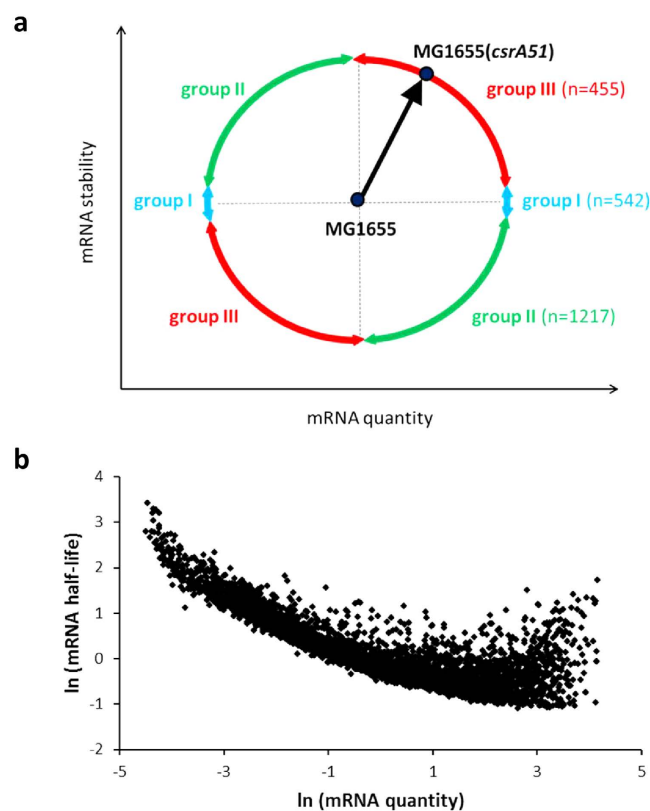 a
MG1655(csrA51)
group II
group III (n=455)
group I
group I (n=542)
MG1655
group III
group II (n=1217)
mRNA stability
mRNA quantity
b
4
3
2
1
0
-1
-2
-5
-3
-1
1
3
5
ln (mRNA half-life)
ln (mRNA quantity)